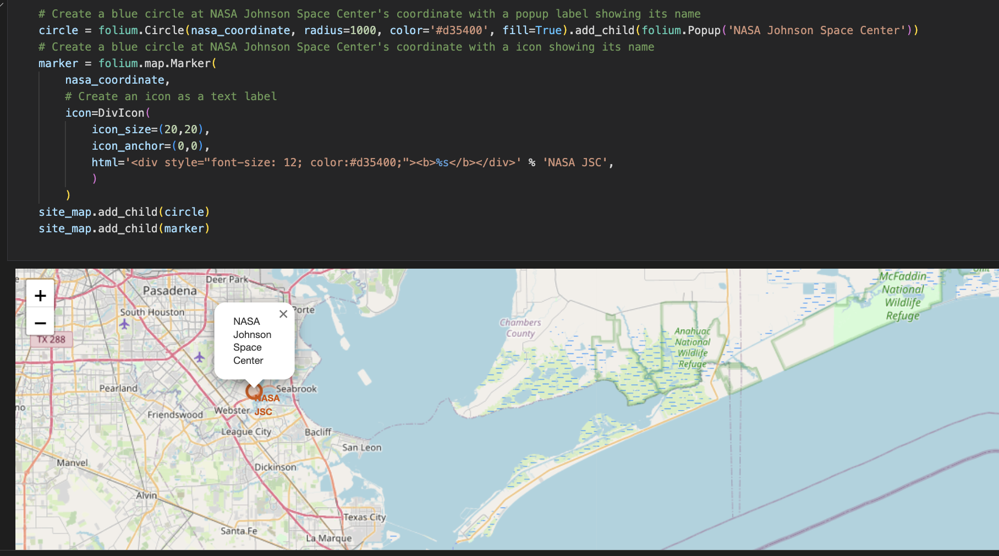 # Create a blue circle at NASA Johnson Space Center's coordinate with a popup label showing its name
circle = folium.Circle(nasa_coordinate, radius=1000, color='#d35400', fill=True).add_child(folium.Popup('NASA Johnson Space Center'))
# Create a blue circle at NASA Johnson Space Center's coordinate with a icon showing its name
marker = folium.map.Marker(
    nasa_coordinate,
    # Create an icon as a text label
    icon=DivIcon(
        icon_size=(20,20),
        icon_anchor=(0,0),
        html='<div style="font-size: 12; color:#d35400;"><b>%s</b></div>' % 'NASA JSC',
        )
    )
site_map.add_child(circle)
site_map.add_child(marker)
+
−
TX 288
Pasadena
Deer Park
South Houston
Porte
NASA
Johnson
Space
Center
×
Pearland
Seabrook
NASA
JSC
Friendswood
Webster
League City
Bacliff
San Leon
Manvel
Dickinson
Alvin
Texas City
Santa Fe
La Marque
Chambers
County
Anahuac
National
Wildlife
Refuge
McFaddin
National
Wildlife
Refuge